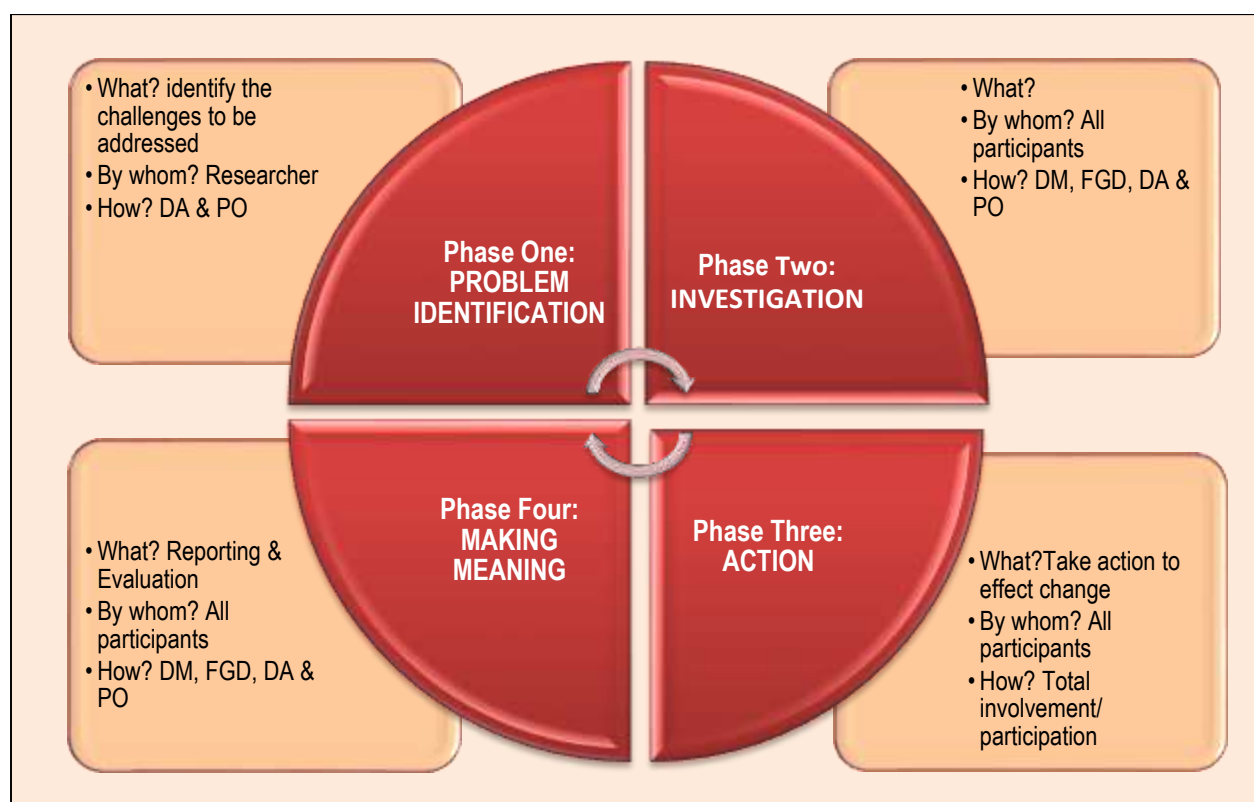 • What? identify the
challenges to be
addressed
• By whom? Researcher
• How? DA & PO
Phase One:
PROBLEM
IDENTIFICATION
• What?
• By whom? All
participants
• How? DM, FGD, DA &
PO
Phase Two:
INVESTIGATION
Phase Three:
ACTION
• What?Take action to
effect change
• By whom? All
participants
• How? Total
involvement/
participation
Phase Four:
MAKING
MEANING
• What? Reporting &
Evaluation
• By whom? All
participants
• How? DM, FGD, DA &
PO